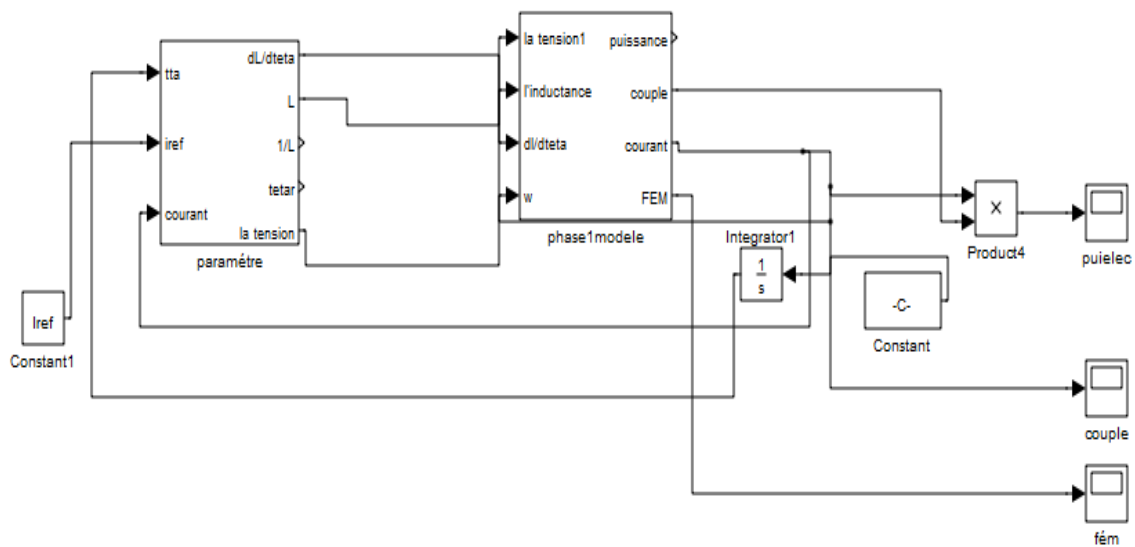 tta
iref
courant
dL/dteta
L
1/L
tetar
la tension
paramétre
la tension1
l'inductance
dl/dteta
w
puissance
couple
courant
FEM
phase1modele
Integrator1
1
s
-C-
Constant
Iref
Constant1
X
Product4
puielec
couple
fém